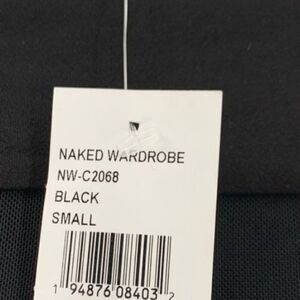 NAKED WARDROBE
NW-C2068
BLACK
SMALL
1 94876 08403 2